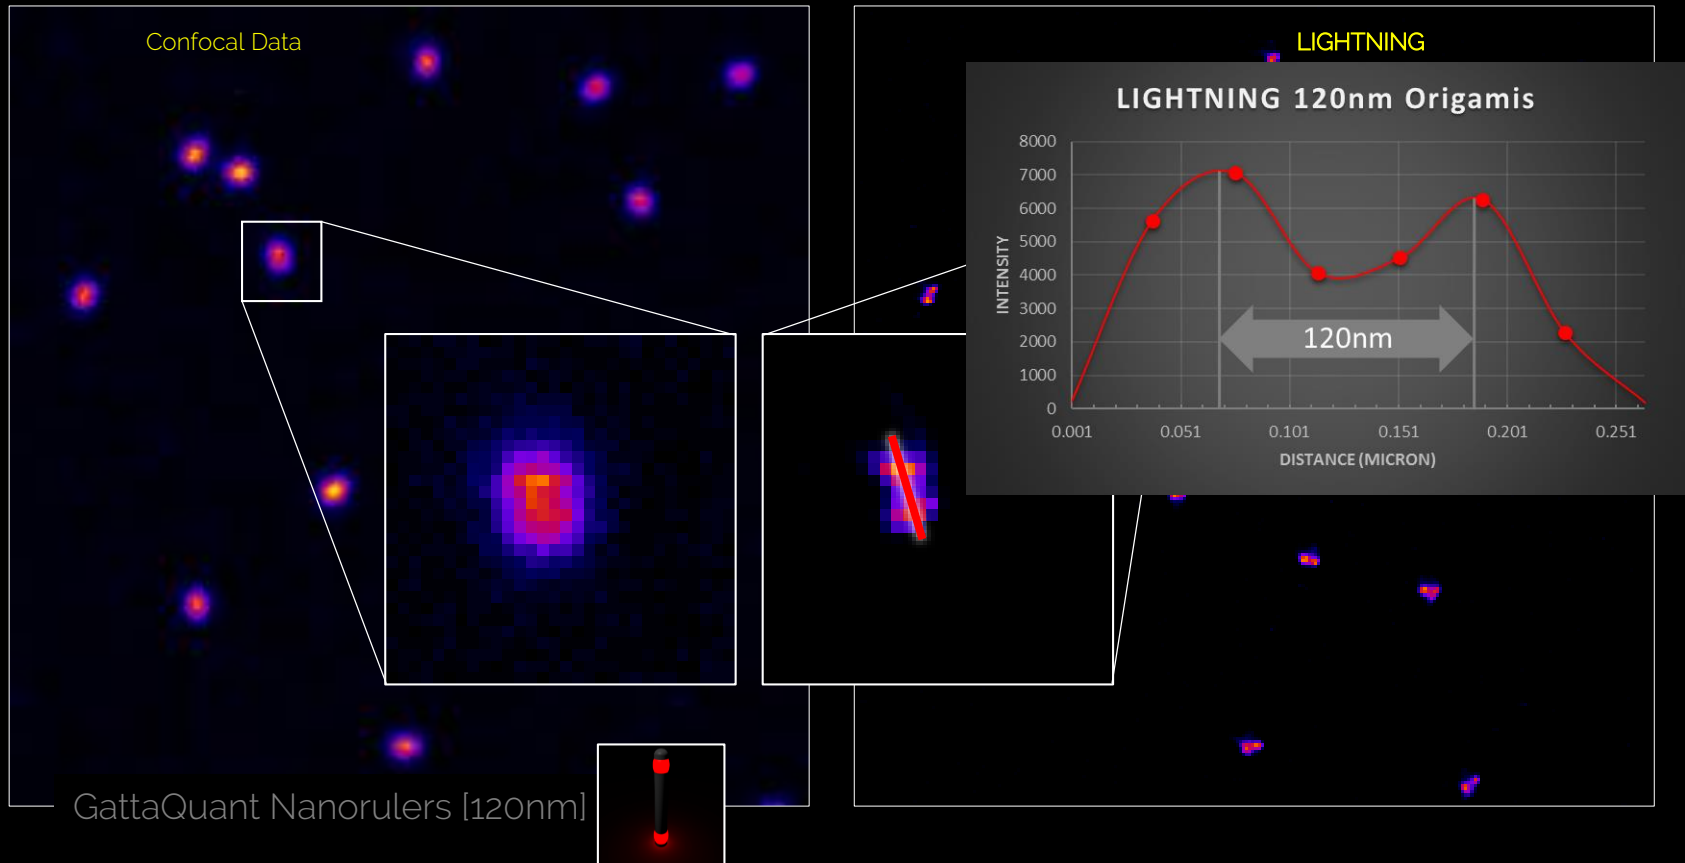 Confocal Data
LIGHTNING
LIGHTNING 120nm Origamis
8000
7000
6000
5000
4000
3000
2000
1000
0
INTENSITY
120nm
0.001 0.051 0.101 0.151 0.201 0.251
DISTANCE (MICRON)
GattaQuant Nanorulers [120nm]